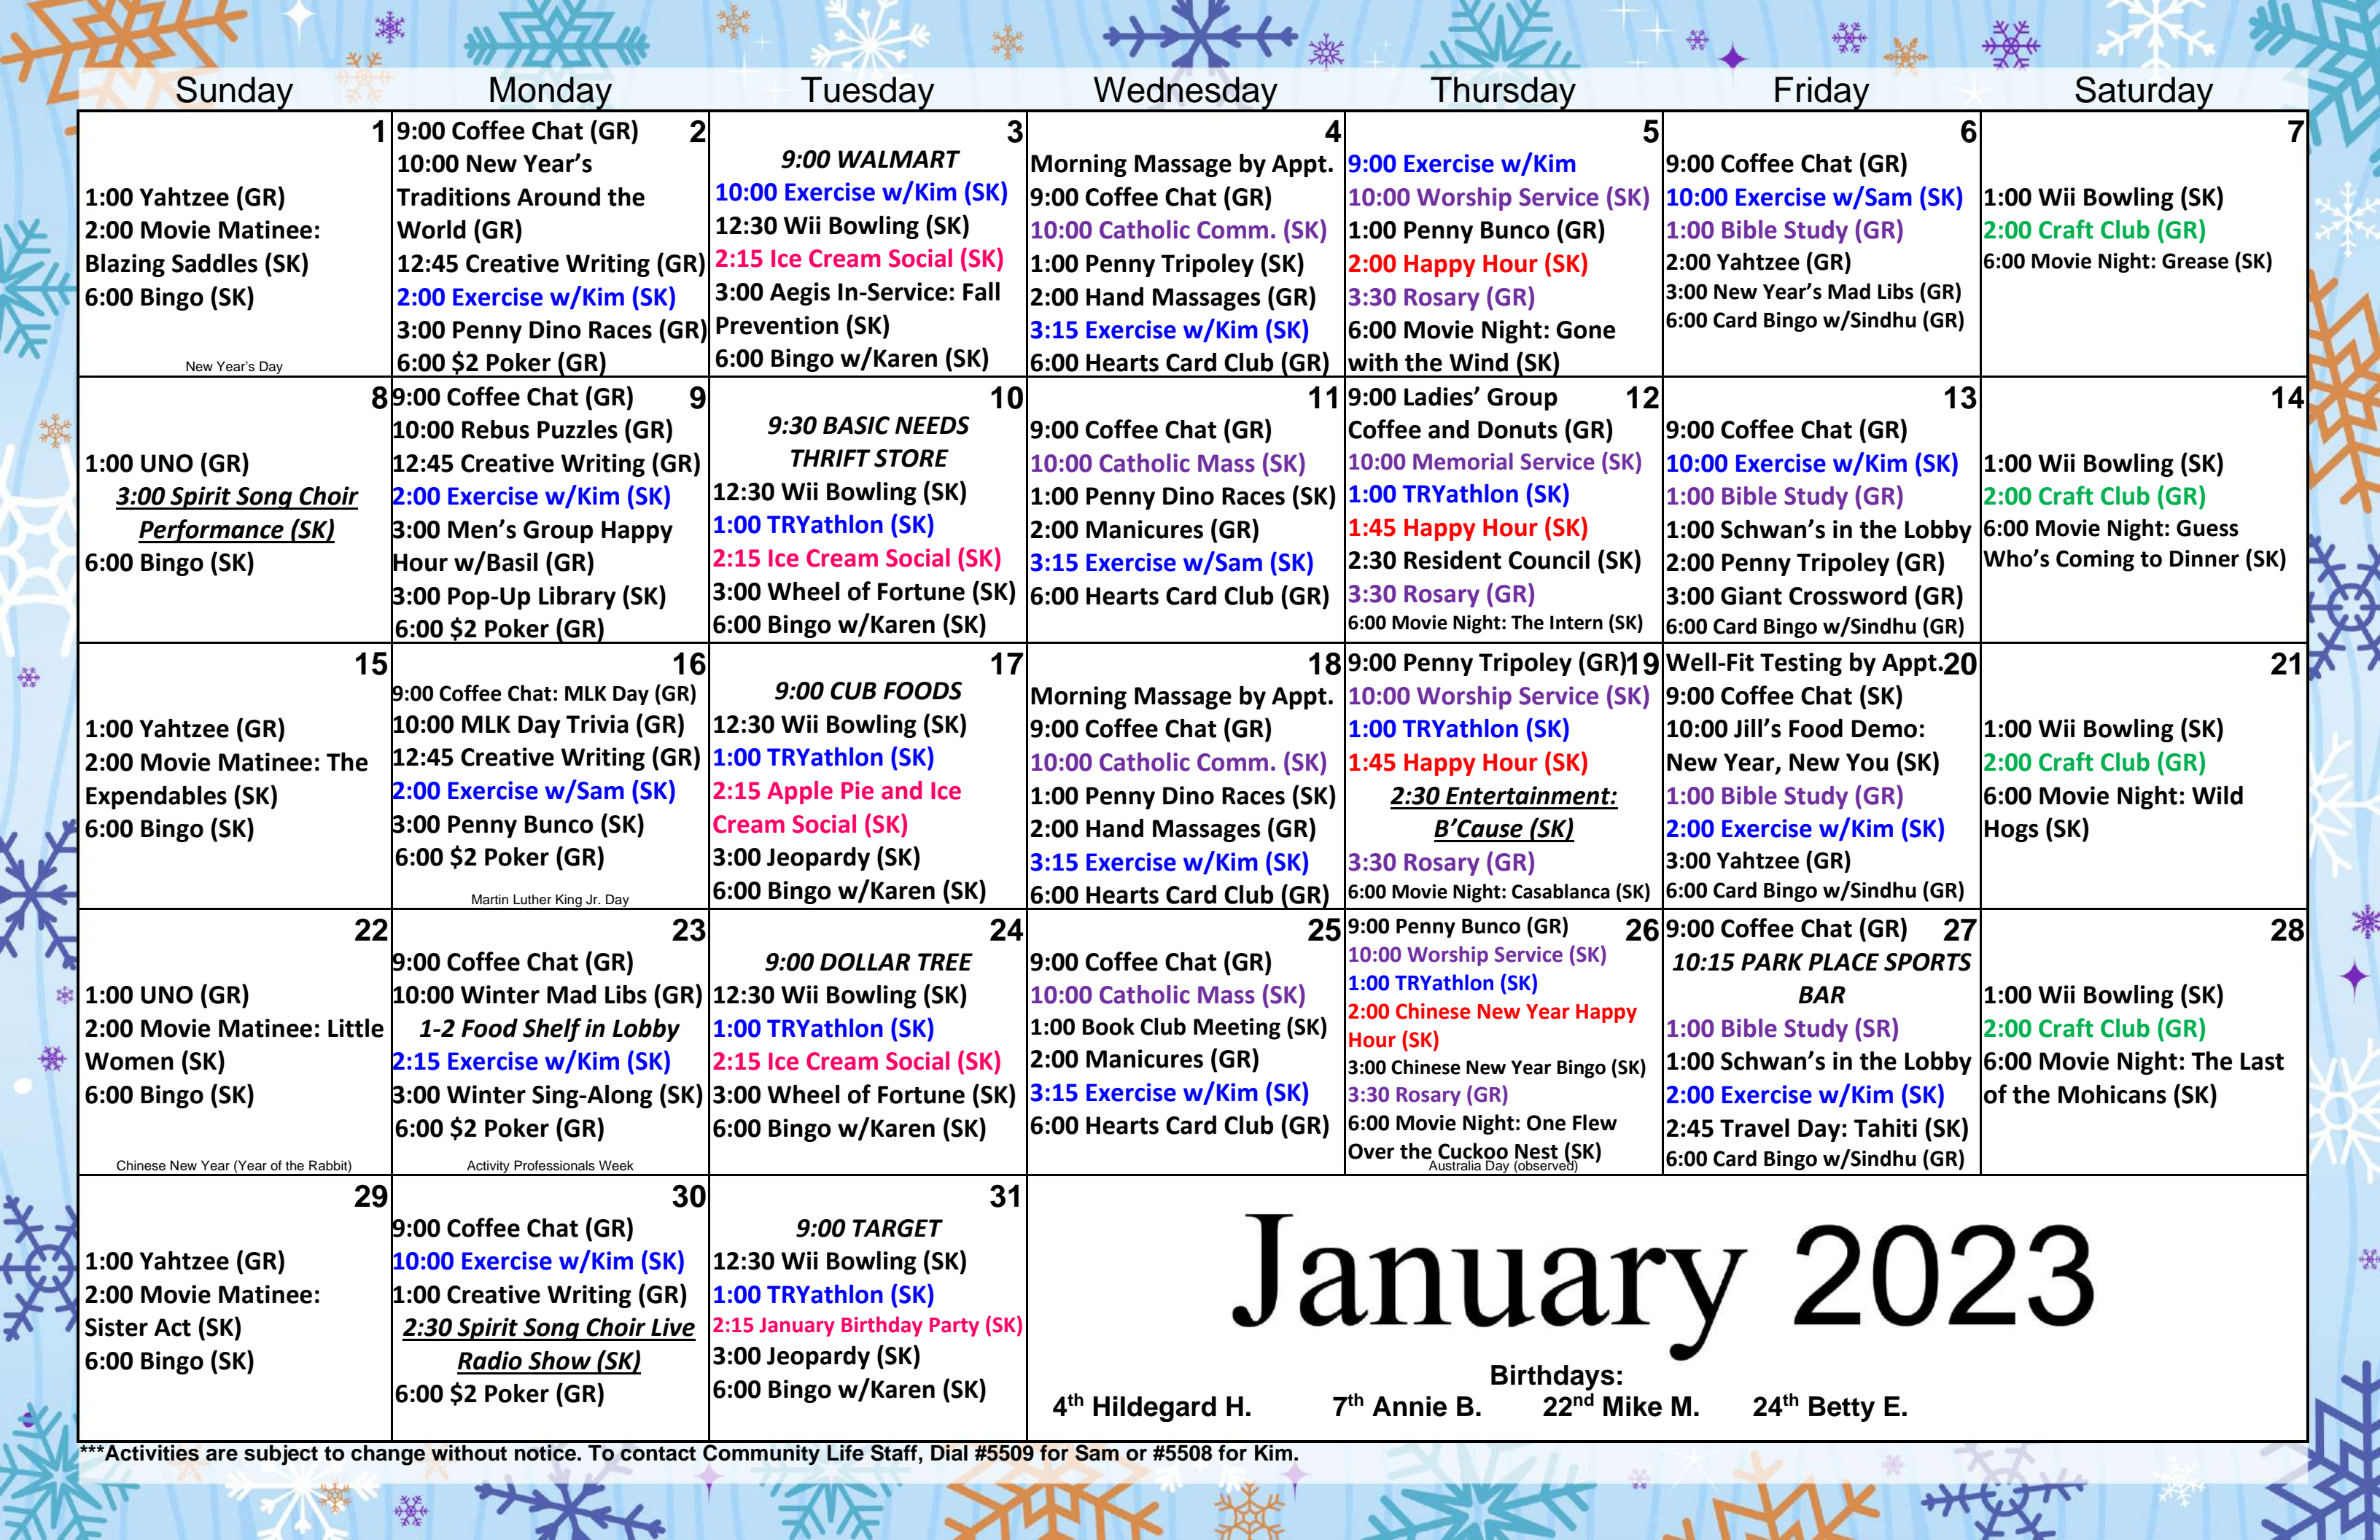 Sunday Monday Tuesday Wednesday Thursday Friday Saturday
1
1:00 Yahtzee (GR)
2:00 Movie Matinee:
Blazing Saddles (SK)
6:00 Bingo (SK)
New Year's Day
9:00 Coffee Chat (GR) 2
10:00 New Year's
Traditions Around the
World (GR)
12:45 Creative Writing (GR)
2:00 Exercise w/Kim (SK)
3:00 Penny Dino Races (GR)
6:00 $2 Poker (GR)
3
9:00 WALMART
10:00 Exercise w/Kim (SK)
12:30 Wii Bowling (SK)
2:15 Ice Cream Social (SK)
3:00 Aegis In-Service: Fall
Prevention (SK)
6:00 Bingo w/Karen (SK)
4
Morning Massage by Appt.
9:00 Coffee Chat (GR)
10:00 Catholic Comm. (SK)
1:00 Penny Tripoley (SK)
2:00 Hand Massages (GR)
3:15 Exercise w/Kim (SK)
6:00 Hearts Card Club (GR)
5
9:00 Exercise w/Kim
10:00 Worship Service (SK)
1:00 Penny Bunco (GR)
2:00 Happy Hour (SK)
3:30 Rosary (GR)
6:00 Movie Night: Gone
with the Wind (SK)
6
9:00 Coffee Chat (GR)
10:00 Exercise w/Sam (SK)
1:00 Bible Study (GR)
2:00 Yahtzee (GR)
3:00 New Year's Mad Libs (GR)
6:00 Card Bingo w/Sindhu (GR)
7
1:00 Wii Bowling (SK)
2:00 Craft Club (GR)
6:00 Movie Night: Grease (SK)
8
1:00 UNO (GR)
3:00 Spirit Song Choir
Performance (SK)
6:00 Bingo (SK)
9:00 Coffee Chat (GR) 9
10:00 Rebus Puzzles (GR)
12:45 Creative Writing (GR)
2:00 Exercise w/Kim (SK)
3:00 Men's Group Happy
Hour w/Basil (GR)
3:00 Pop-Up Library (SK)
6:00 $2 Poker (GR)
10
9:30 BASIC NEEDS
THRIFT STORE
12:30 Wii Bowling (SK)
1:00 TRYathlon (SK)
2:15 Ice Cream Social (SK)
3:00 Wheel of Fortune (SK)
6:00 Bingo w/Karen (SK)
11
9:00 Coffee Chat (GR)
10:00 Catholic Mass (SK)
1:00 Penny Dino Races (SK)
2:00 Manicures (GR)
3:15 Exercise w/Sam (SK)
6:00 Hearts Card Club (GR)
9:00 Ladies' Group 12
Coffee and Donuts (GR)
10:00 Memorial Service (SK)
1:00 TRYathlon (SK)
1:45 Happy Hour (SK)
2:30 Resident Council (SK)
3:30 Rosary (GR)
6:00 Movie Night: The Intern (SK)
13
9:00 Coffee Chat (GR)
10:00 Exercise w/Kim (SK)
1:00 Bible Study (GR)
1:00 Schwan's in the Lobby
2:00 Penny Tripoley (GR)
3:00 Giant Crossword (GR)
6:00 Card Bingo w/Sindhu (GR)
14
1:00 Wii Bowling (SK)
2:00 Craft Club (GR)
6:00 Movie Night: Guess
Who's Coming to Dinner (SK)
15
1:00 Yahtzee (GR)
2:00 Movie Matinee: The
Expendables (SK)
6:00 Bingo (SK)
16
9:00 Coffee Chat: MLK Day (GR)
10:00 MLK Day Trivia (GR)
12:45 Creative Writing (GR)
2:00 Exercise w/Sam (SK)
3:00 Penny Bunco (SK)
6:00 $2 Poker (GR)
Martin Luther King Jr. Day
17
9:00 CUB FOODS
12:30 Wii Bowling (SK)
1:00 TRYathlon (SK)
2:15 Apple Pie and Ice
Cream Social (SK)
3:00 Jeopardy (SK)
6:00 Bingo w/Karen (SK)
18
Morning Massage by Appt.
9:00 Coffee Chat (GR)
10:00 Catholic Comm. (SK)
1:00 Penny Dino Races (SK)
2:00 Hand Massages (GR)
3:15 Exercise w/Kim (SK)
6:00 Hearts Card Club (GR)
9:00 Penny Tripoley (GR)19
10:00 Worship Service (SK)
1:00 TRYathlon (SK)
1:45 Happy Hour (SK)
2:30 Entertainment:
B'Cause (SK)
3:30 Rosary (GR)
6:00 Movie Night: Casablanca (SK)
Well-Fit Testing by Appt.20
9:00 Coffee Chat (SK)
10:00 Jill's Food Demo:
New Year, New You (SK)
1:00 Bible Study (GR)
2:00 Exercise w/Kim (SK)
3:00 Yahtzee (GR)
6:00 Card Bingo w/Sindhu (GR)
21
1:00 Wii Bowling (SK)
2:00 Craft Club (GR)
6:00 Movie Night: Wild
Hogs (SK)
22
1:00 UNO (GR)
2:00 Movie Matinee: Little
Women (SK)
6:00 Bingo (SK)
Chinese New Year (Year of the Rabbit)
23
9:00 Coffee Chat (GR)
10:00 Winter Mad Libs (GR)
1-2 Food Shelf in Lobby
2:15 Exercise w/Kim (SK)
3:00 Winter Sing-Along (SK)
6:00 $2 Poker (GR)
Activity Professionals Week
24
9:00 DOLLAR TREE
12:30 Wii Bowling (SK)
1:00 TRYathlon (SK)
2:15 Ice Cream Social (SK)
3:00 Wheel of Fortune (SK)
6:00 Bingo w/Karen (SK)
25
9:00 Coffee Chat (GR)
10:00 Catholic Mass (SK)
1:00 Book Club Meeting (SK)
2:00 Manicures (GR)
3:15 Exercise w/Kim (SK)
6:00 Hearts Card Club (GR)
9:00 Penny Bunco (GR) 26
10:00 Worship Service (SK)
1:00 TRYathlon (SK)
2:00 Chinese New Year Happy
Hour (SK)
3:00 Chinese New Year Bingo (SK)
3:30 Rosary (GR)
6:00 Movie Night: One Flew
Over the Cuckoo Nest (SK)
Australia Day (observed)
9:00 Coffee Chat (GR) 27
10:15 PARK PLACE SPORTS
BAR
1:00 Bible Study (SR)
1:00 Schwan's in the Lobby
2:00 Exercise w/Kim (SK)
2:45 Travel Day: Tahiti (SK)
6:00 Card Bingo w/Sindhu (GR)
28
1:00 Wii Bowling (SK)
2:00 Craft Club (GR)
6:00 Movie Night: The Last
of the Mohicans (SK)
29
1:00 Yahtzee (GR)
2:00 Movie Matinee:
Sister Act (SK)
6:00 Bingo (SK)
30
9:00 Coffee Chat (GR)
10:00 Exercise w/Kim (SK)
1:00 Creative Writing (GR)
2:30 Spirit Song Choir Live
Radio Show (SK)
6:00 $2 Poker (GR)
31
9:00 TARGET
12:30 Wii Bowling (SK)
1:00 TRYathlon (SK)
2:15 January Birthday Party (SK)
3:00 Jeopardy (SK)
6:00 Bingo w/Karen (SK)
January 2023
Birthdays:
4th Hildegard H. 7th Annie B. 22nd Mike M. 24th Betty E.
***Activities are subject to change without notice. To contact Community Life Staff, Dial #5509 for Sam or #5508 for Kim.